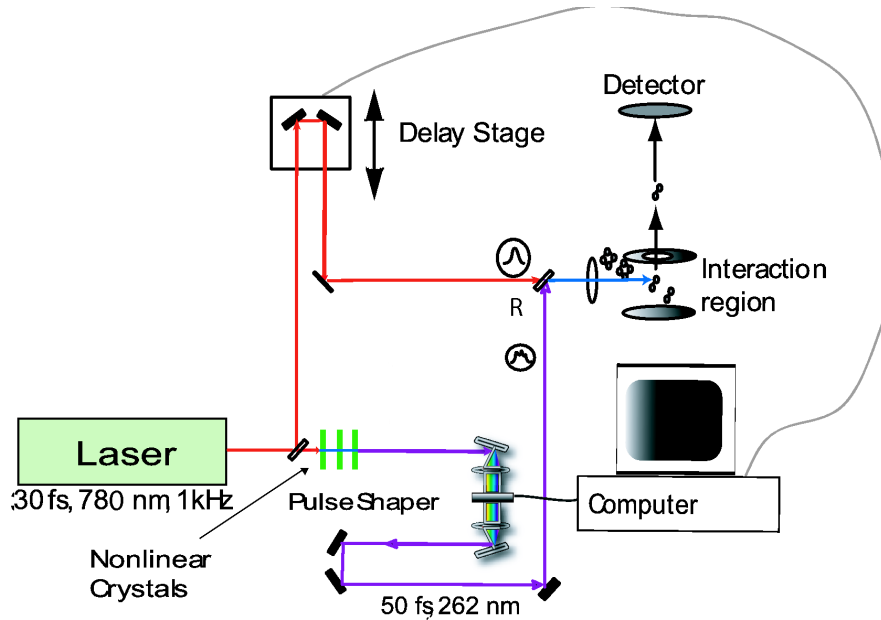 Detector
Delay Stage
Interaction
region
R
Laser
30 fs, 780 nm, 1kHz
Pulse Shaper
Computer
Nonlinear
Crystals
50 fs, 262 nm